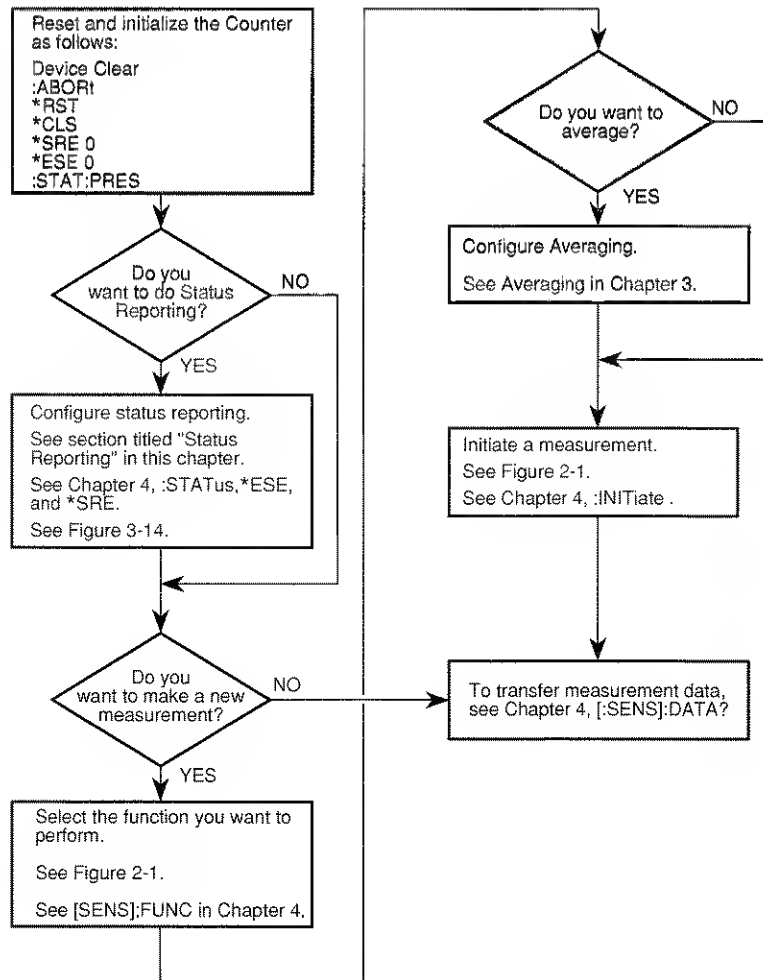 Reset and initialize the Counter
as follows:
Device Clear
:ABORt
*RST
*CLS
*SRE 0
*ESE 0
:STAT:PRES
Do you
want to do Status
Reporting?
NO
YES
Configure status reporting.
See section titled "Status
Reporting" in this chapter.
See Chapter 4, :STATus,*ESE,
and *SRE.
See Figure 3-14.
Do you
want to make a new
measurement?
NO
YES
Select the function you want to
perform.
See Figure 2-1.
See [SENS]:FUNC in Chapter 4.
Do you want to
average?
NO
YES
Configure Averaging.
See Averaging in Chapter 3.
Initiate a measurement.
See Figure 2-1.
See Chapter 4, :INITiate .
To transfer measurement data,
see Chapter 4, [:SENS]:DATA?